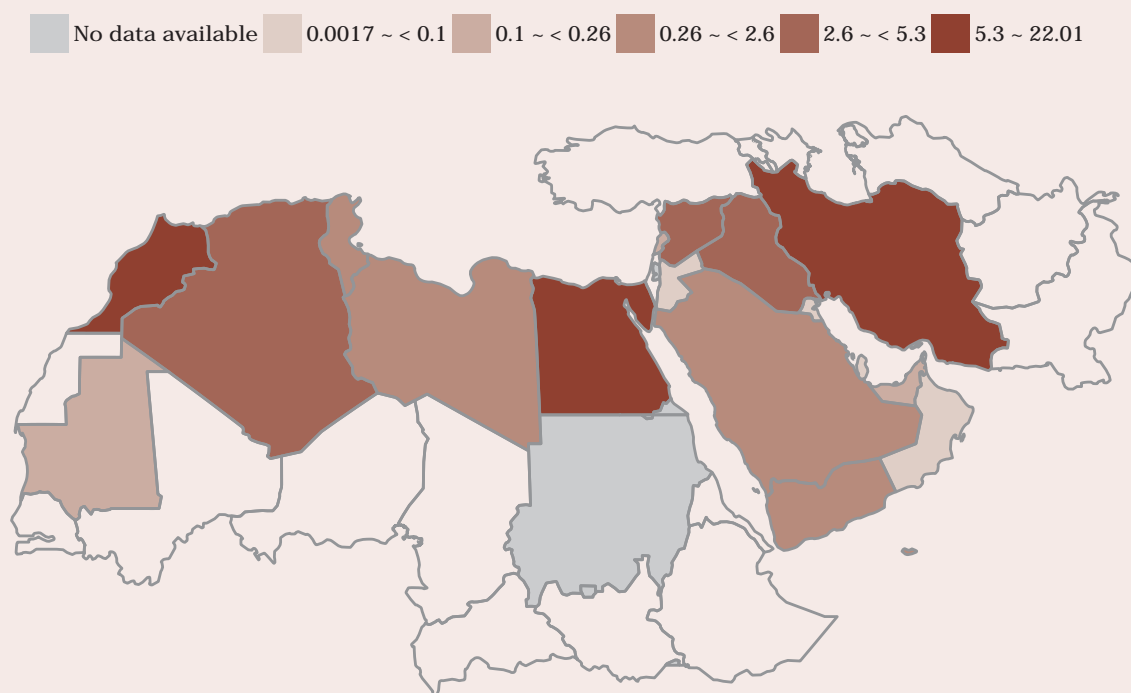 No data available 0.0017 ~ < 0.1 0.1 ~ < 0.26 0.26 ~ < 2.6 2.6 ~ < 5.3 5.3 ~ 22.01